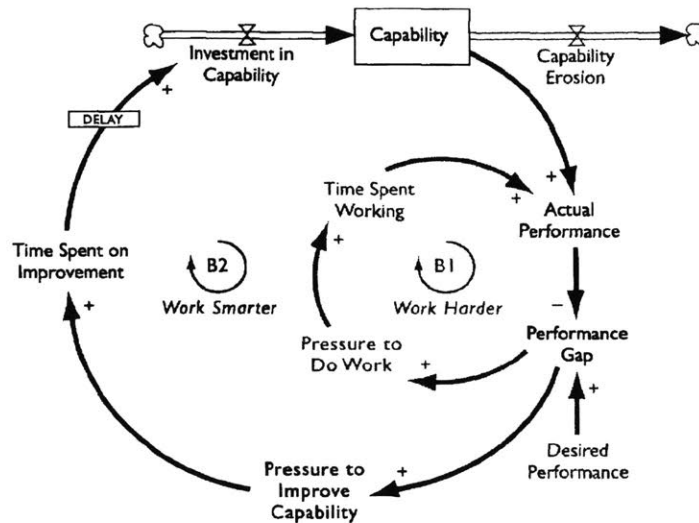 Investment in
Capability
Capability
Capability
Erosion
+
DELAY
Time Spent
Working
+
+
+
Actual
Performance
Time Spent on
Improvement
+
B2
Work Smarter
+
B1
Work Harder
−
Performance
Gap
Pressure to
Do Work
+
+
Desired
Performance
+
Pressure to
Improve
Capability